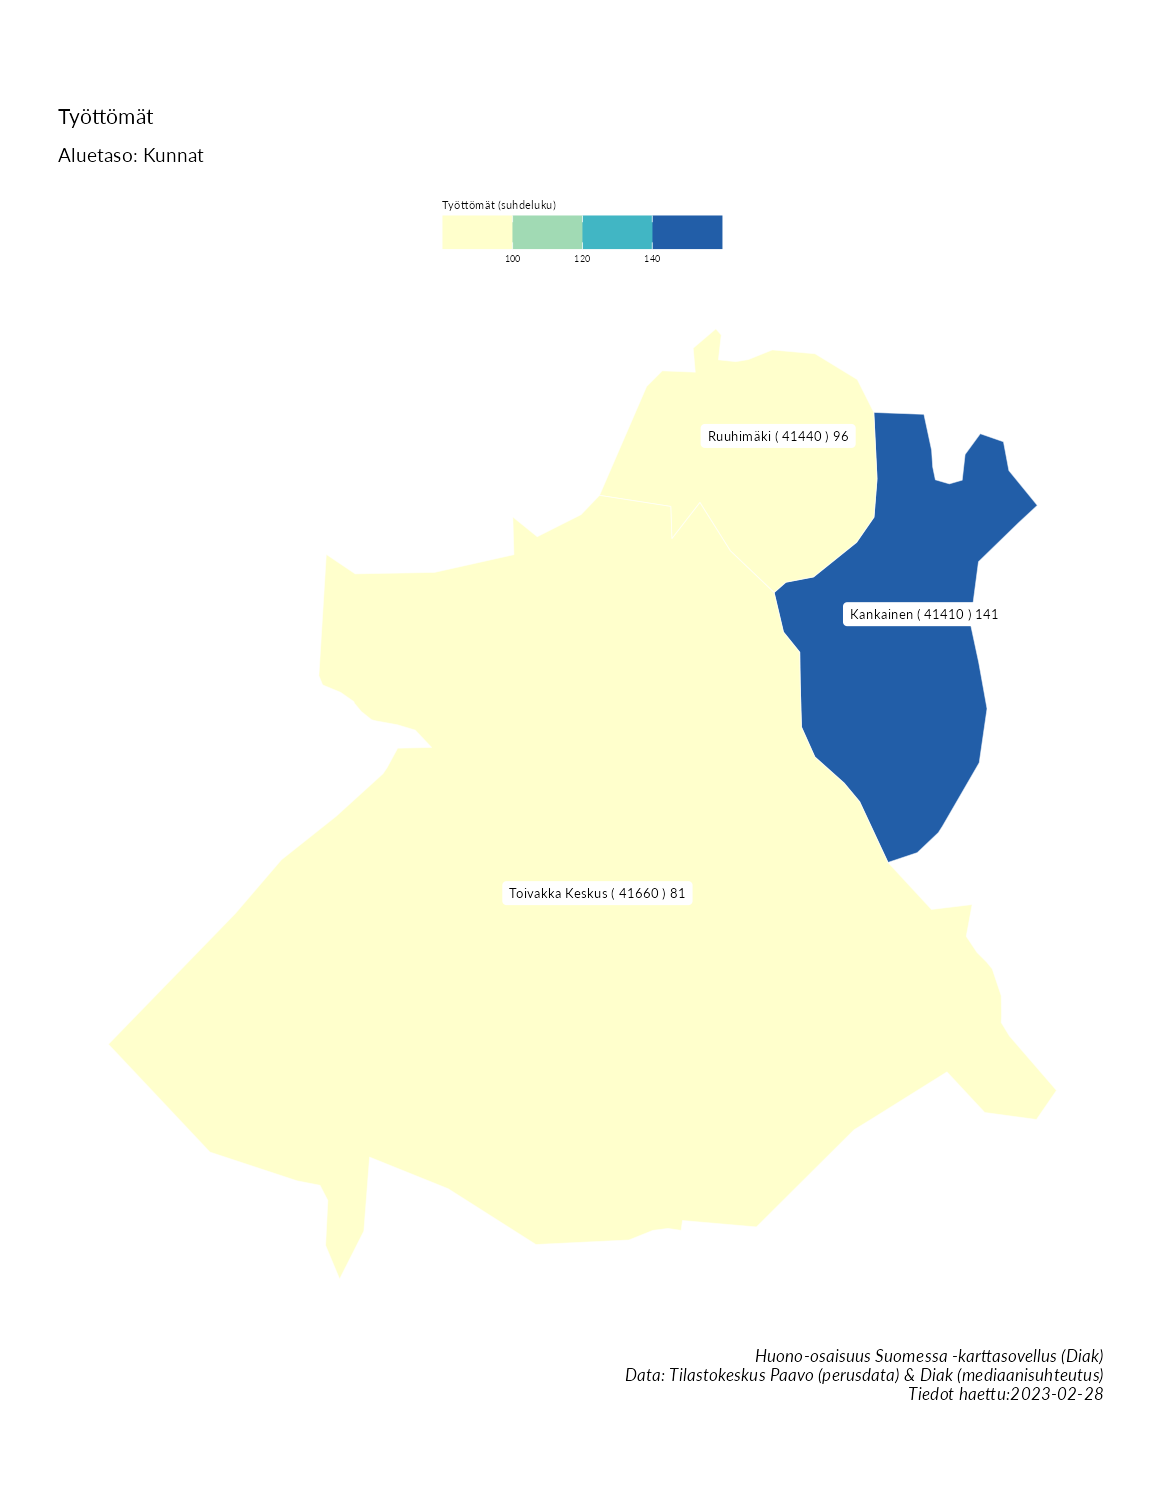 Työttömät
Aluetaso: Kunnat
Työttömät (suhdeluku)
100 120 140
Ruuhimäki ( 41440 ) 96
Kankainen ( 41410 ) 141
Toivakka Keskus ( 41660 ) 81
Huono-osaisuus Suomessa -karttasovellus (Diak)
Data: Tilastokeskus Paavo (perusdata) & Diak (mediaanisuhteutus)
Tiedot haettu:2023-02-28